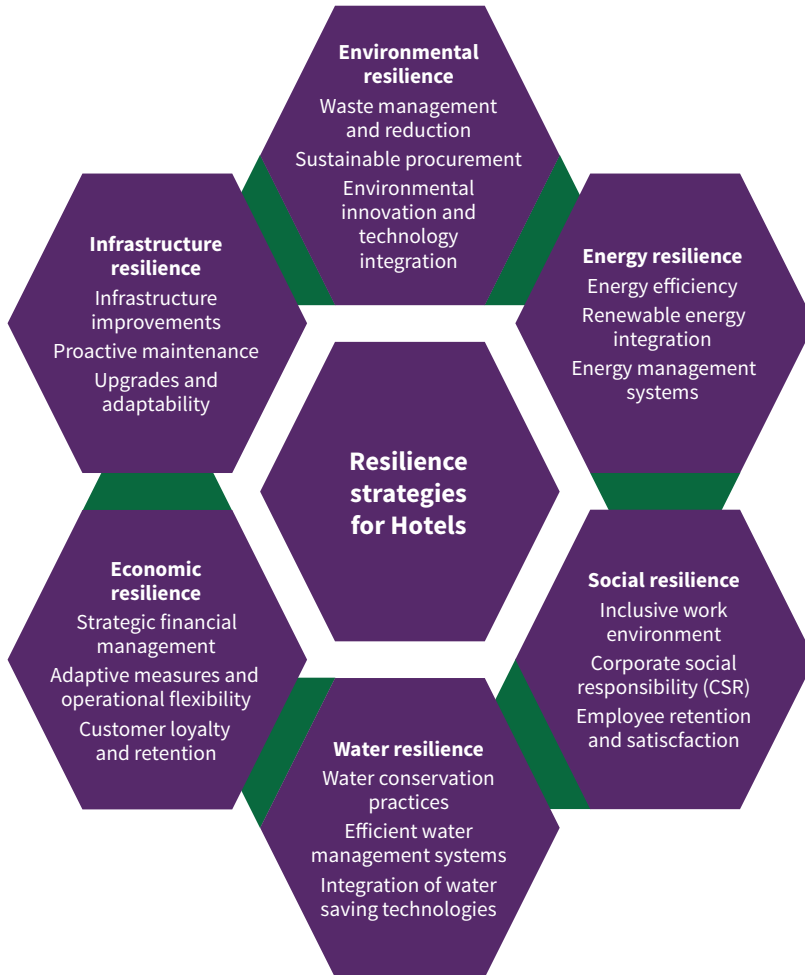 Environmental
resilience
Waste management
and reduction
Sustainable procurement
Environmental
innovation and
technology
integration
Energy resilience
Energy efficiency
Renewable energy
integration
Energy management
systems
Social resilience
Inclusive work
environment
Corporate social
responsibility (CSR)
Employee retention
and satiscfaction
Water resilience
Water conservation
practices
Efficient water
management systems
Integration of water
saving technologies
Economic
resilience
Strategic financial
management
Adaptive measures and
operational flexibility
Customer loyalty
and retention
Infrastructure
resilience
Infrastructure
improvements
Proactive maintenance
Upgrades and
adaptability
Resilience
strategies
for Hotels